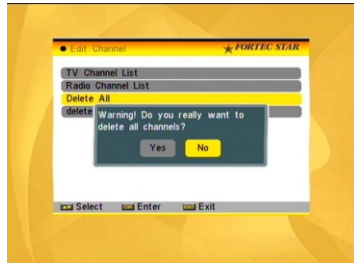 Edit Channel
FORTEC STAR
TV Channel List
Radio Channel List
Delete All
delete
Warning! Do you really want to
delete all channels?
Yes No
Select Enter Exit